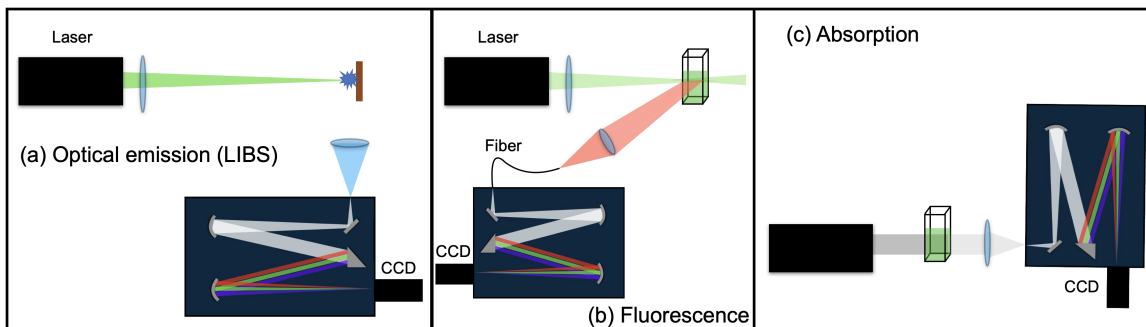 Laser
(a) Optical emission (LIBS)
CCD
Laser
Fiber
CCD
(b) Fluorescence
(c) Absorption
CCD